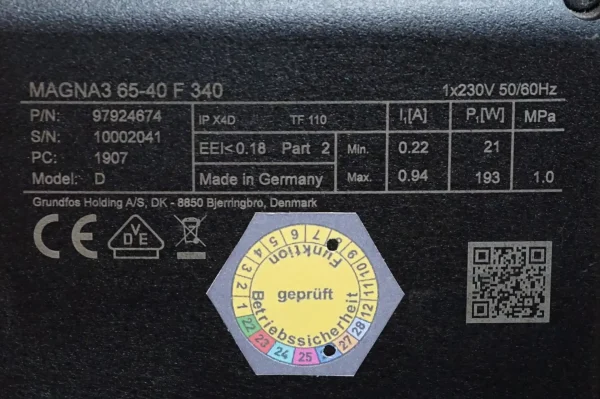 MAGNA3 65-40 F 340 1x230V 50/60Hz
P/N: 97924674 IP X4D TF 110 I₁[A] P₁[W] MPa
S/N: 10002041 EEI≤0.18 Part 2 Min. 0.22 21
PC: 1907
Model: D Made in Germany Max. 0.94 193 1.0
Grundfos Holding A/S, DK - 8850 Bjerringbro, Denmark
CE
VDE
1 2 3 4 5 6 7 8 9 10 11 12
Funktion
geprüft
Betriebssicherheit
22 23 24 25 27 28